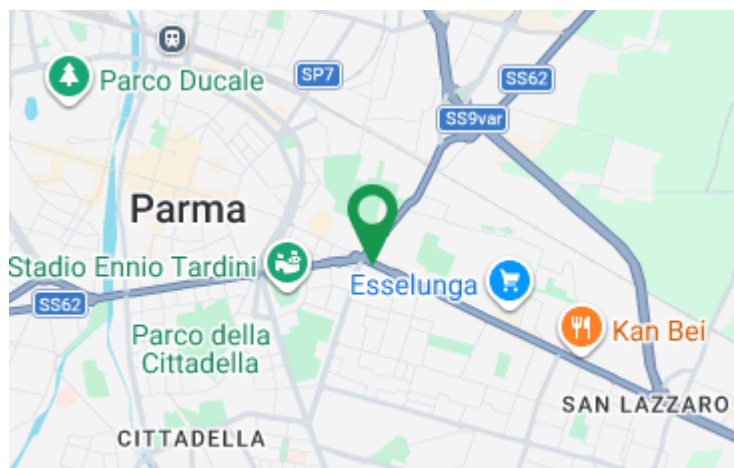 Parco Ducale
SP7
SS62
SS9var
Parma
Stadio Ennio Tardini
Esselunga
SS62
Kan Bei
Parco della
Cittadella
SAN LAZZARO
CITTADELLA